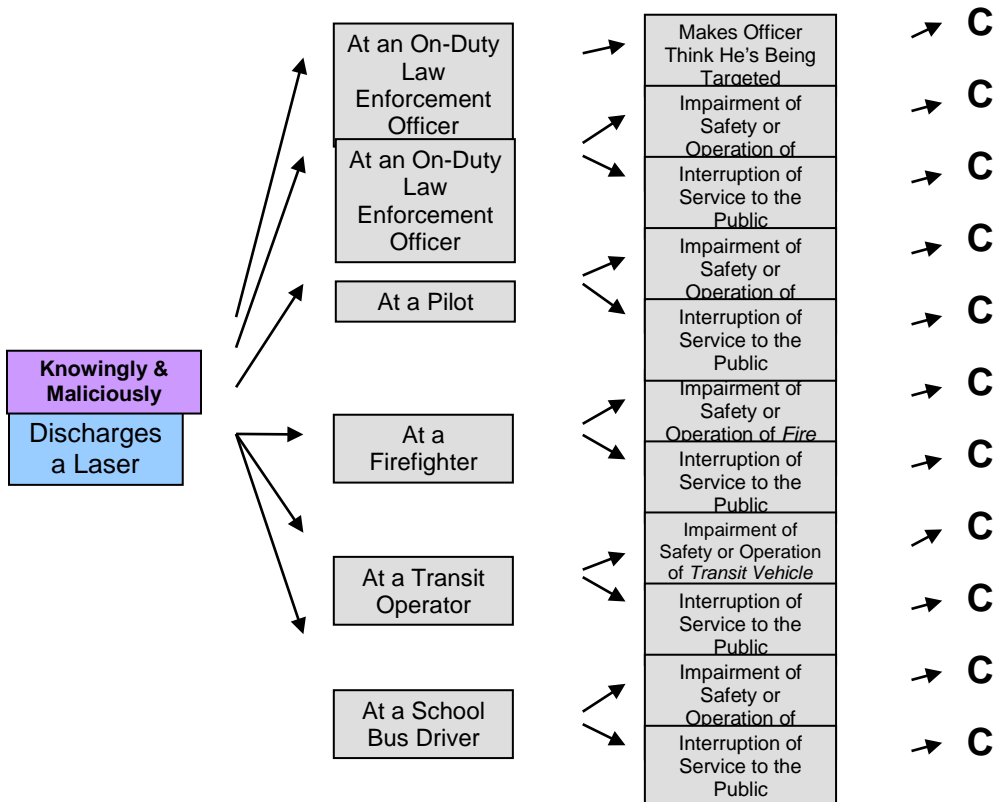 Knowingly &
Maliciously
Discharges
a Laser
At an On-Duty
Law
Enforcement
Officer
At an On-Duty
Law
Enforcement
Officer
At a Pilot
At a
Firefighter
At a Transit
Operator
At a School
Bus Driver
Makes Officer
Think He's Being
Targeted
C
Impairment of
Safety or
Operation of
C
Interruption of
Service to the
Public
C
Impairment of
Safety or
Operation of
C
Interruption of
Service to the
Public
C
Impairment of
Safety or
Operation of Fire
C
Interruption of
Service to the
Public
C
Impairment of
Safety or Operation
of Transit Vehicle
C
Interruption of
Service to the
Public
C
Impairment of
Safety or
Operation of
C
Interruption of
Service to the
Public
C